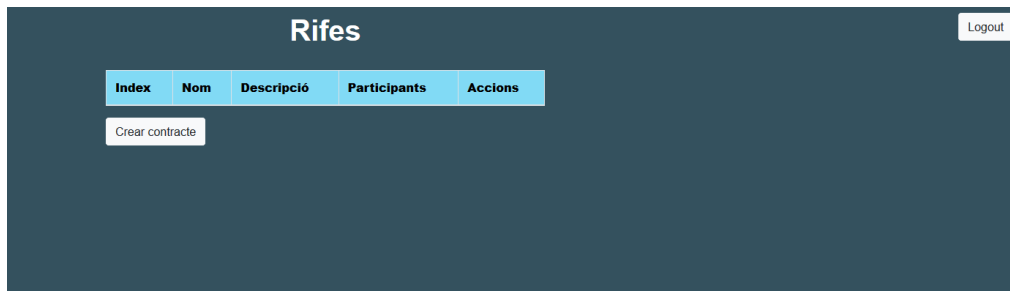 Rifes
Logout
Index Nom Descripció Participants Accions
Crear contracte